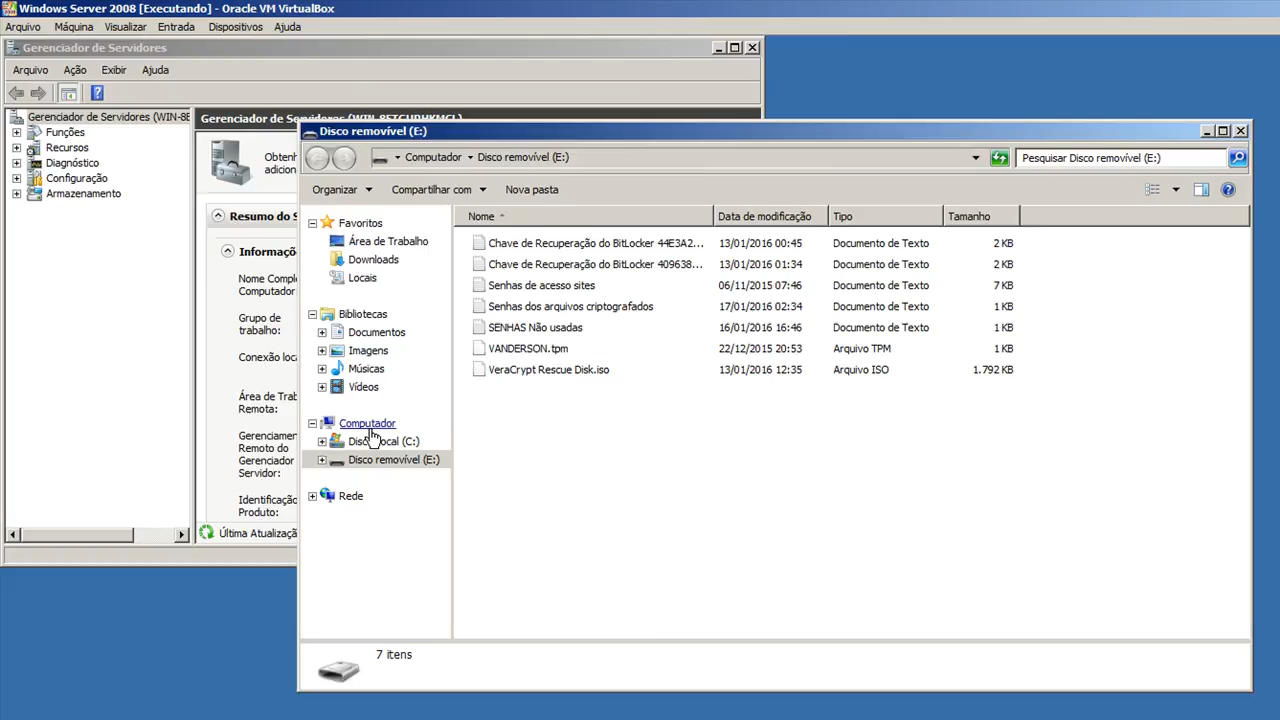 Windows Server 2008 [Executando] - Oracle VM VirtualBox
Arquivo Máquina Visualizar Entrada Dispositivos Ajuda
Gerenciador de Servidores
Arquivo Ação Exibir Ajuda
Gerenciador de Servidores (WIN-8E
Funções
Recursos
Diagnóstico
Configuração
Armazenamento
Gerenciador de Servidores
Obtenh
adicion
Resumo do S
Informaçõ
Nome Comple
Computador
Grupo de
trabalho:
Conexão loca
Área de Trab
Remota:
Gerenciamen
Remoto do
Gerenciador
Servidor:
Identificação
Produto:
Última Atualizaçã
Disco removível (E:)
Computador Disco removível (E:)
Pesquisar Disco removível (E:)
Organizar Compartilhar com Nova pasta
Favoritos
Área de Trabalho
Downloads
Locais
Bibliotecas
Documentos
Imagens
Músicas
Vídeos
Computador
Disco local (C:)
Disco removível (E:)
Rede
Nome Data de modificação Tipo Tamanho
Chave de Recuperação do BitLocker 44E3A2... 13/01/2016 00:45 Documento de Texto 2 KB
Chave de Recuperação do BitLocker 409638... 13/01/2016 01:34 Documento de Texto 2 KB
Senhas de acesso sites 06/11/2015 07:46 Documento de Texto 7 KB
Senhas dos arquivos criptografados 17/01/2016 02:34 Documento de Texto 1 KB
SENHAS Não usadas 16/01/2016 16:46 Documento de Texto 1 KB
VANDERSON.tpm 22/12/2015 20:53 Arquivo TPM 1 KB
VeraCrypt Rescue Disk.iso 13/01/2016 12:35 Arquivo ISO 1.792 KB
7 itens